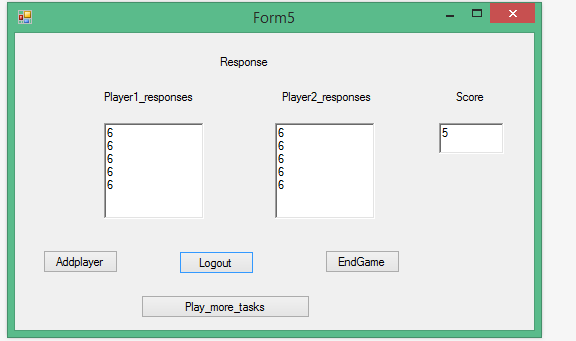 Form5
Response
Player1_responses Player2_responses Score
6 6 5
6 6
6 6
6 6
6 6
Addplayer Logout EndGame
Play_more_tasks